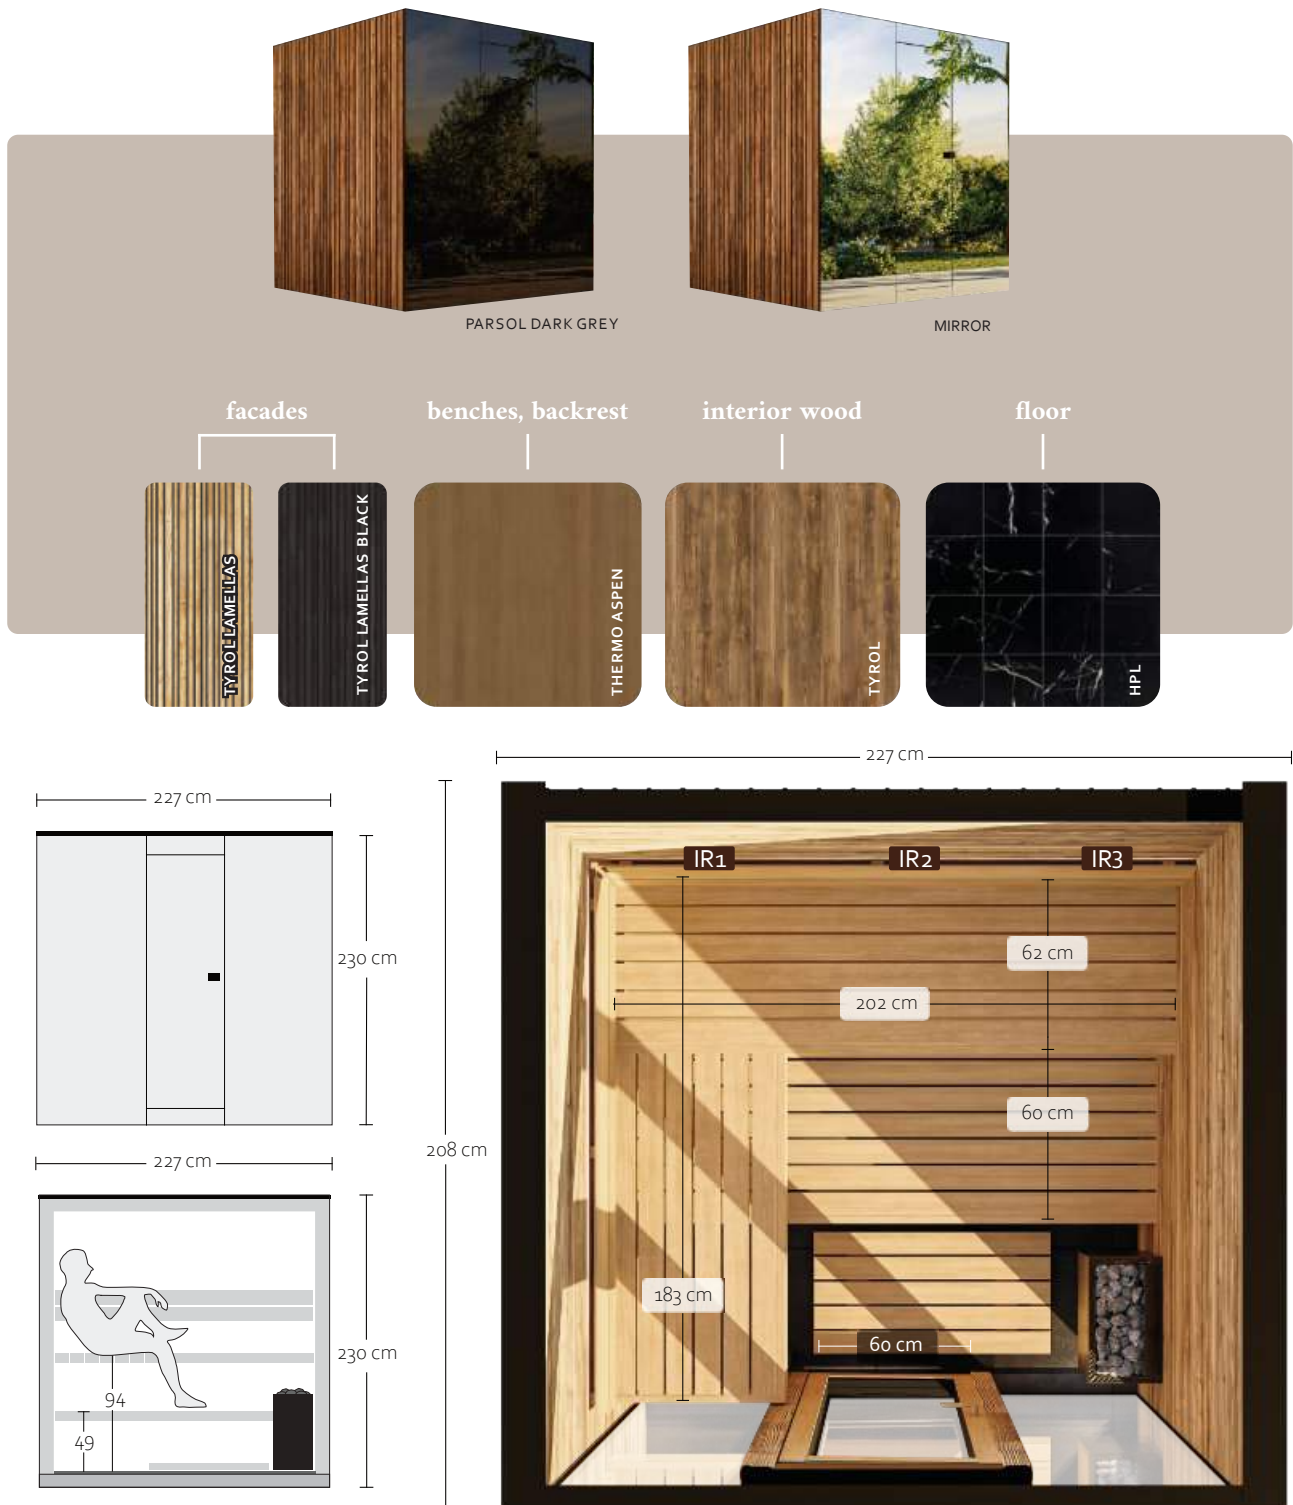 PARSOL DARK GREY
MIRROR
facades
benches, backrest
interior wood
floor
TYROL LAMELLAS
TYROL LAMELLAS BLACK
THERMO ASPEN
TYROL
HPL
227 cm
227 cm
230 cm
IR1
IR2
IR3
62 cm
202 cm
60 cm
208 cm
183 cm
60 cm
227 cm
230 cm
94
49